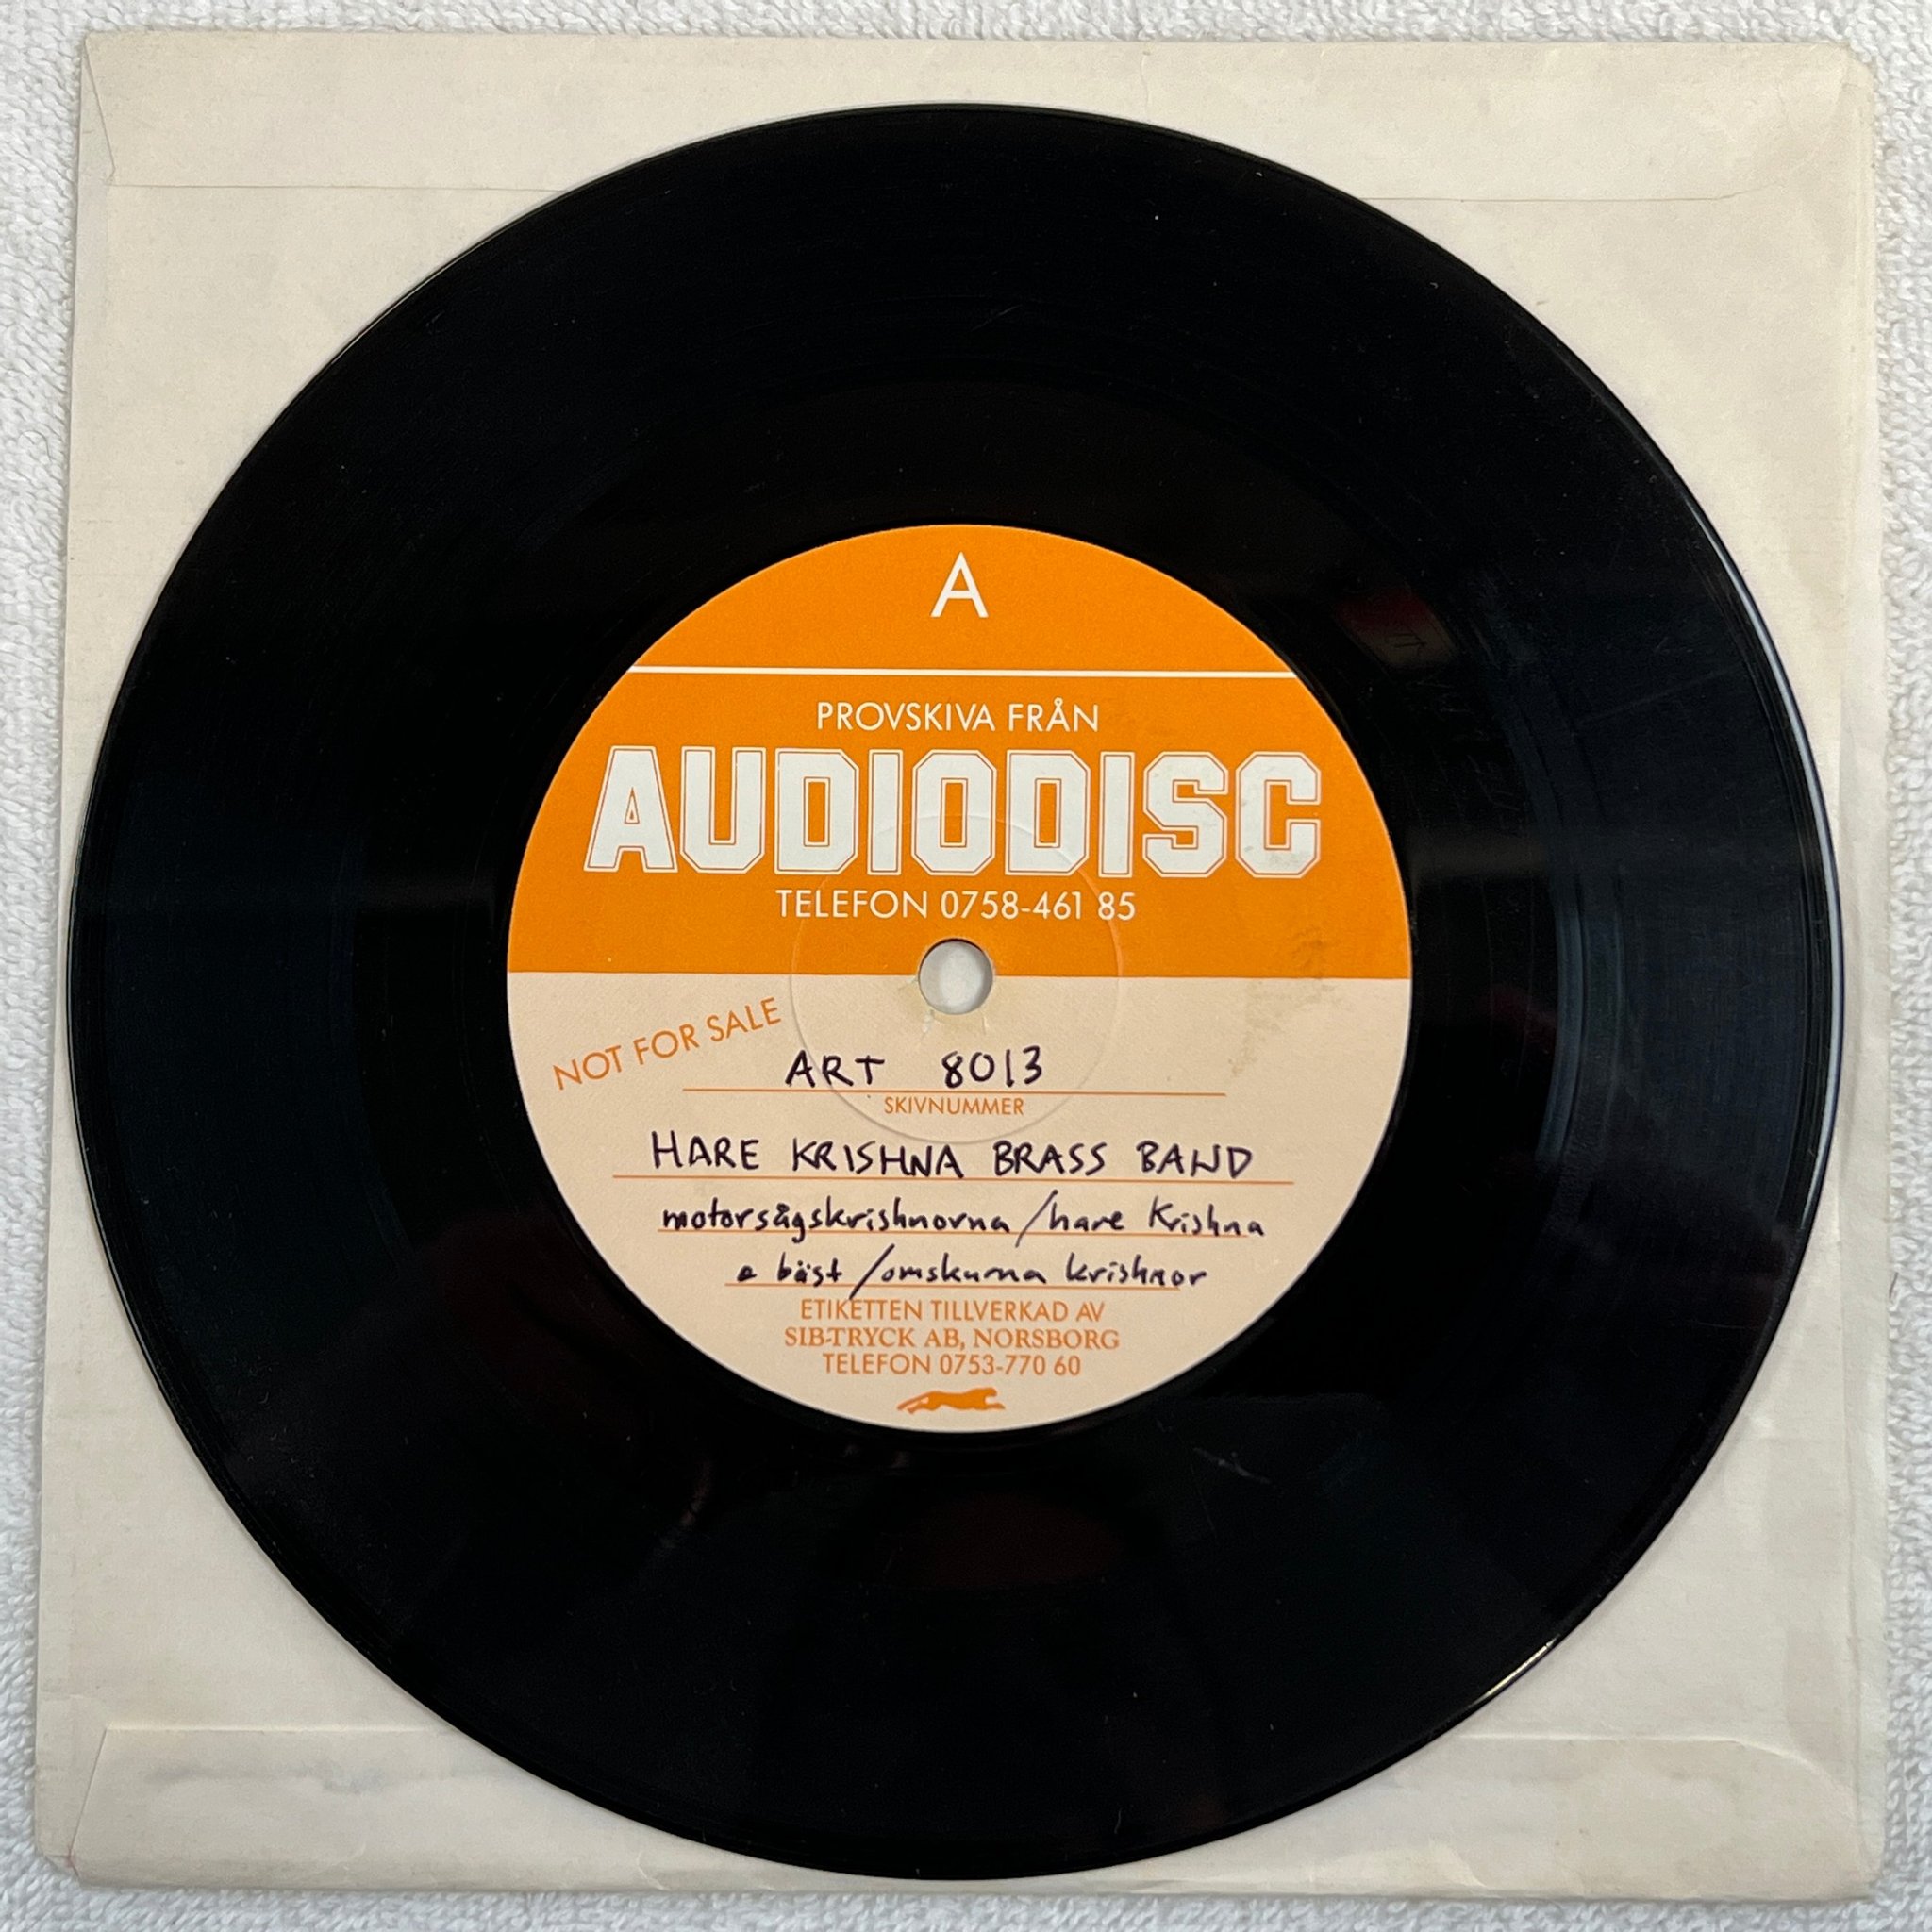 A
PROVSKIVA FRÅN
AUDIODISC
TELEFON 0758-461 85
NOT FOR SALE
ART 8013
SKIVNUMMER
HARE KRISHNA BRASS BAND
motorsågskrishnorna/hare Krishna
e bäst/omskurna krishnor
ETIKETTEN TILLVERKAD AV
SIB-TRYCK AB, NORSBORG
TELEFON 0753-770 60